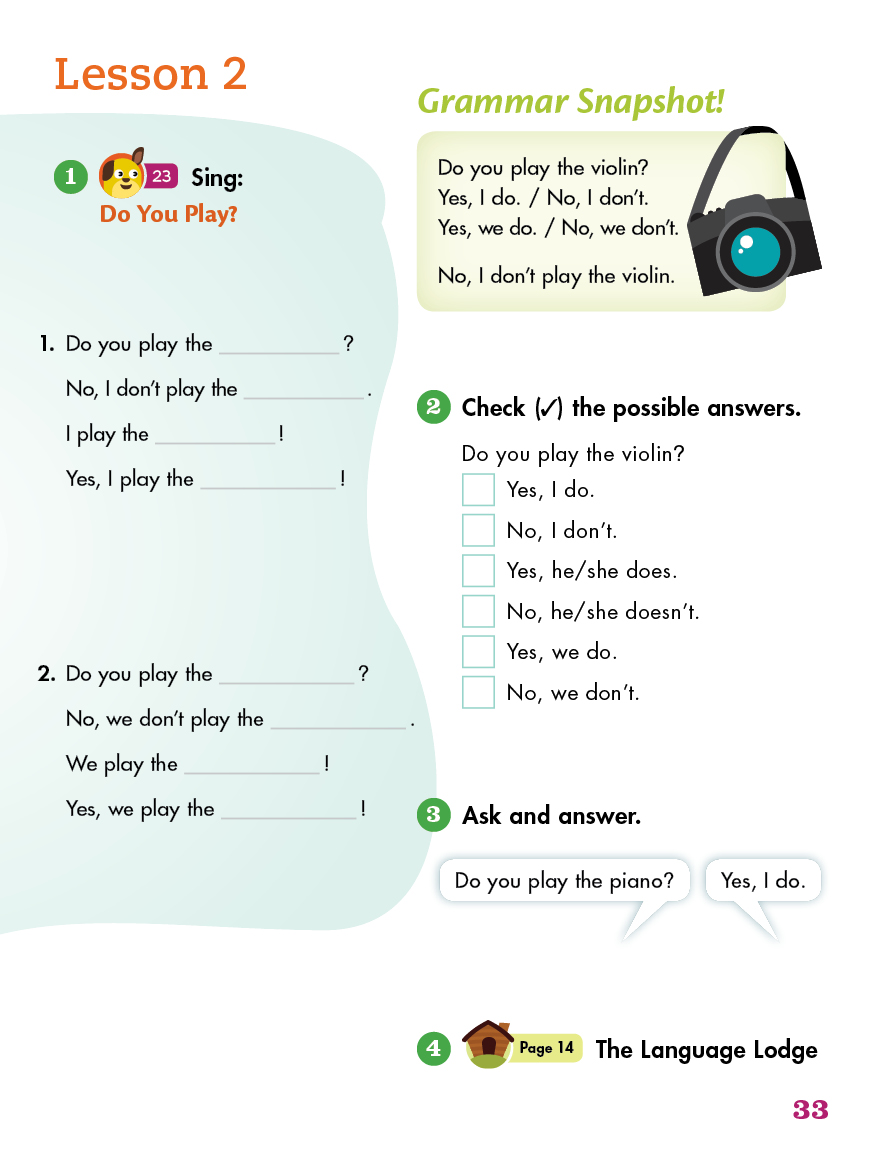 Lesson 2
1 23 Sing:
Do You Play?
1. Do you play the __________ ?
No, I don't play the __________ .
I play the __________ !
Yes, I play the ___________ !
2. Do you play the ___________ ?
No, we don't play the ___________ .
We play the ___________ !
Yes, we play the ___________ !
Grammar Snapshot!
Do you play the violin?
Yes, I do. / No, I don't.
Yes, we do. / No, we don't.
No, I don't play the violin.
2 Check (✓) the possible answers.
Do you play the violin?
Yes, I do.
No, I don't.
Yes, he/she does.
No, he/she doesn't.
Yes, we do.
No, we don't.
3 Ask and answer.
Do you play the piano?
Yes, I do.
4 Page 14 The Language Lodge
33